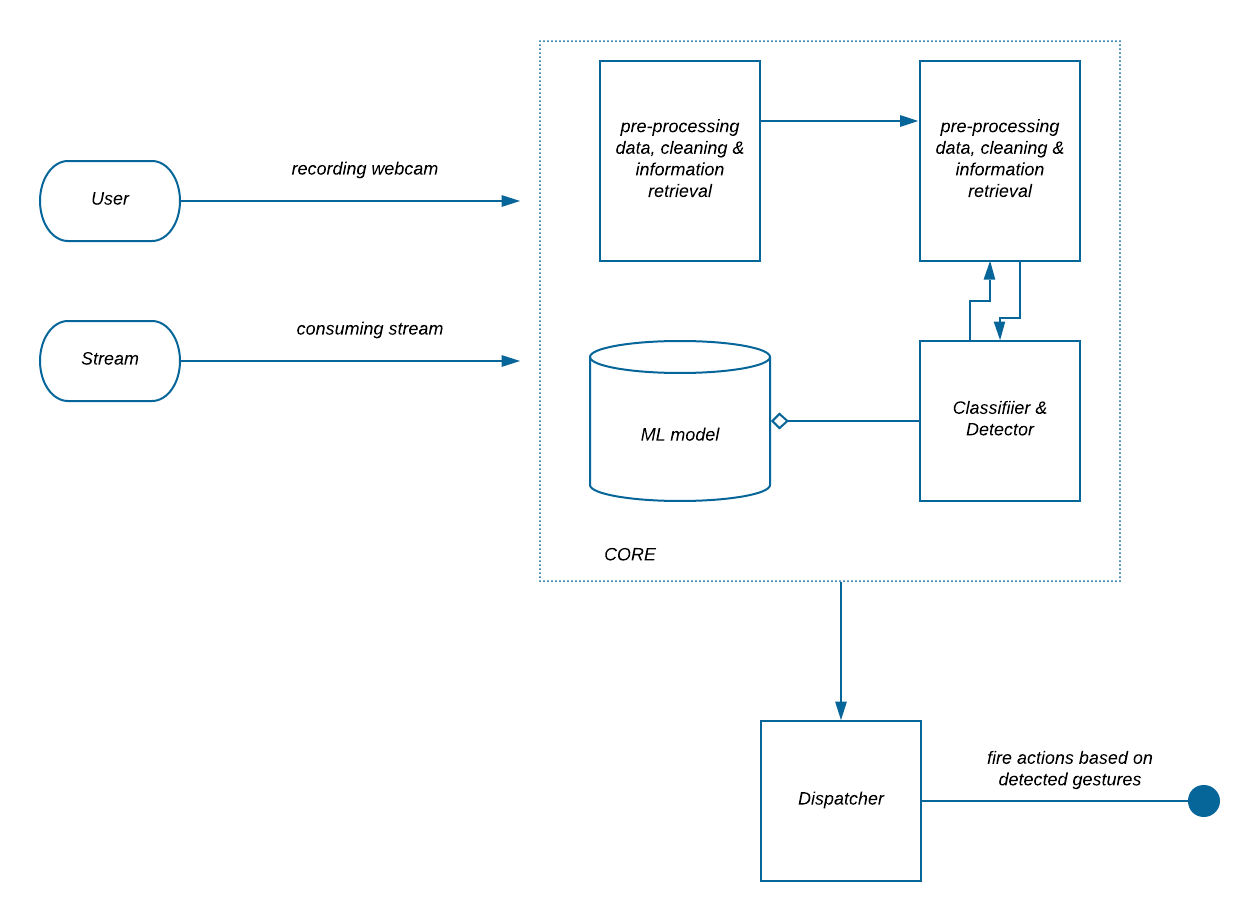 User
recording webcam
Stream
consuming stream
pre-processing
data, cleaning &
information
retrieval
pre-processing
data, cleaning &
information
retrieval
ML model
Classifiier &
Detector
CORE
Dispatcher
fire actions based on
detected gestures